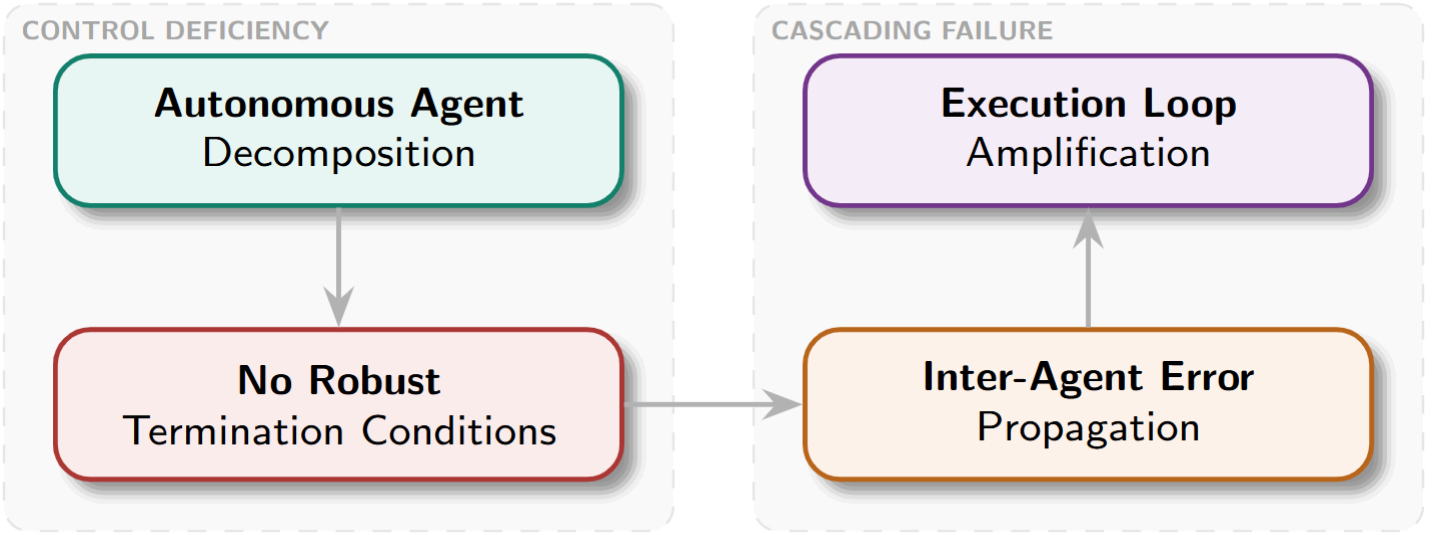 CONTROL DEFICIENCY
Autonomous Agent
Decomposition
No Robust
Termination Conditions
CASCADING FAILURE
Execution Loop
Amplification
Inter-Agent Error
Propagation